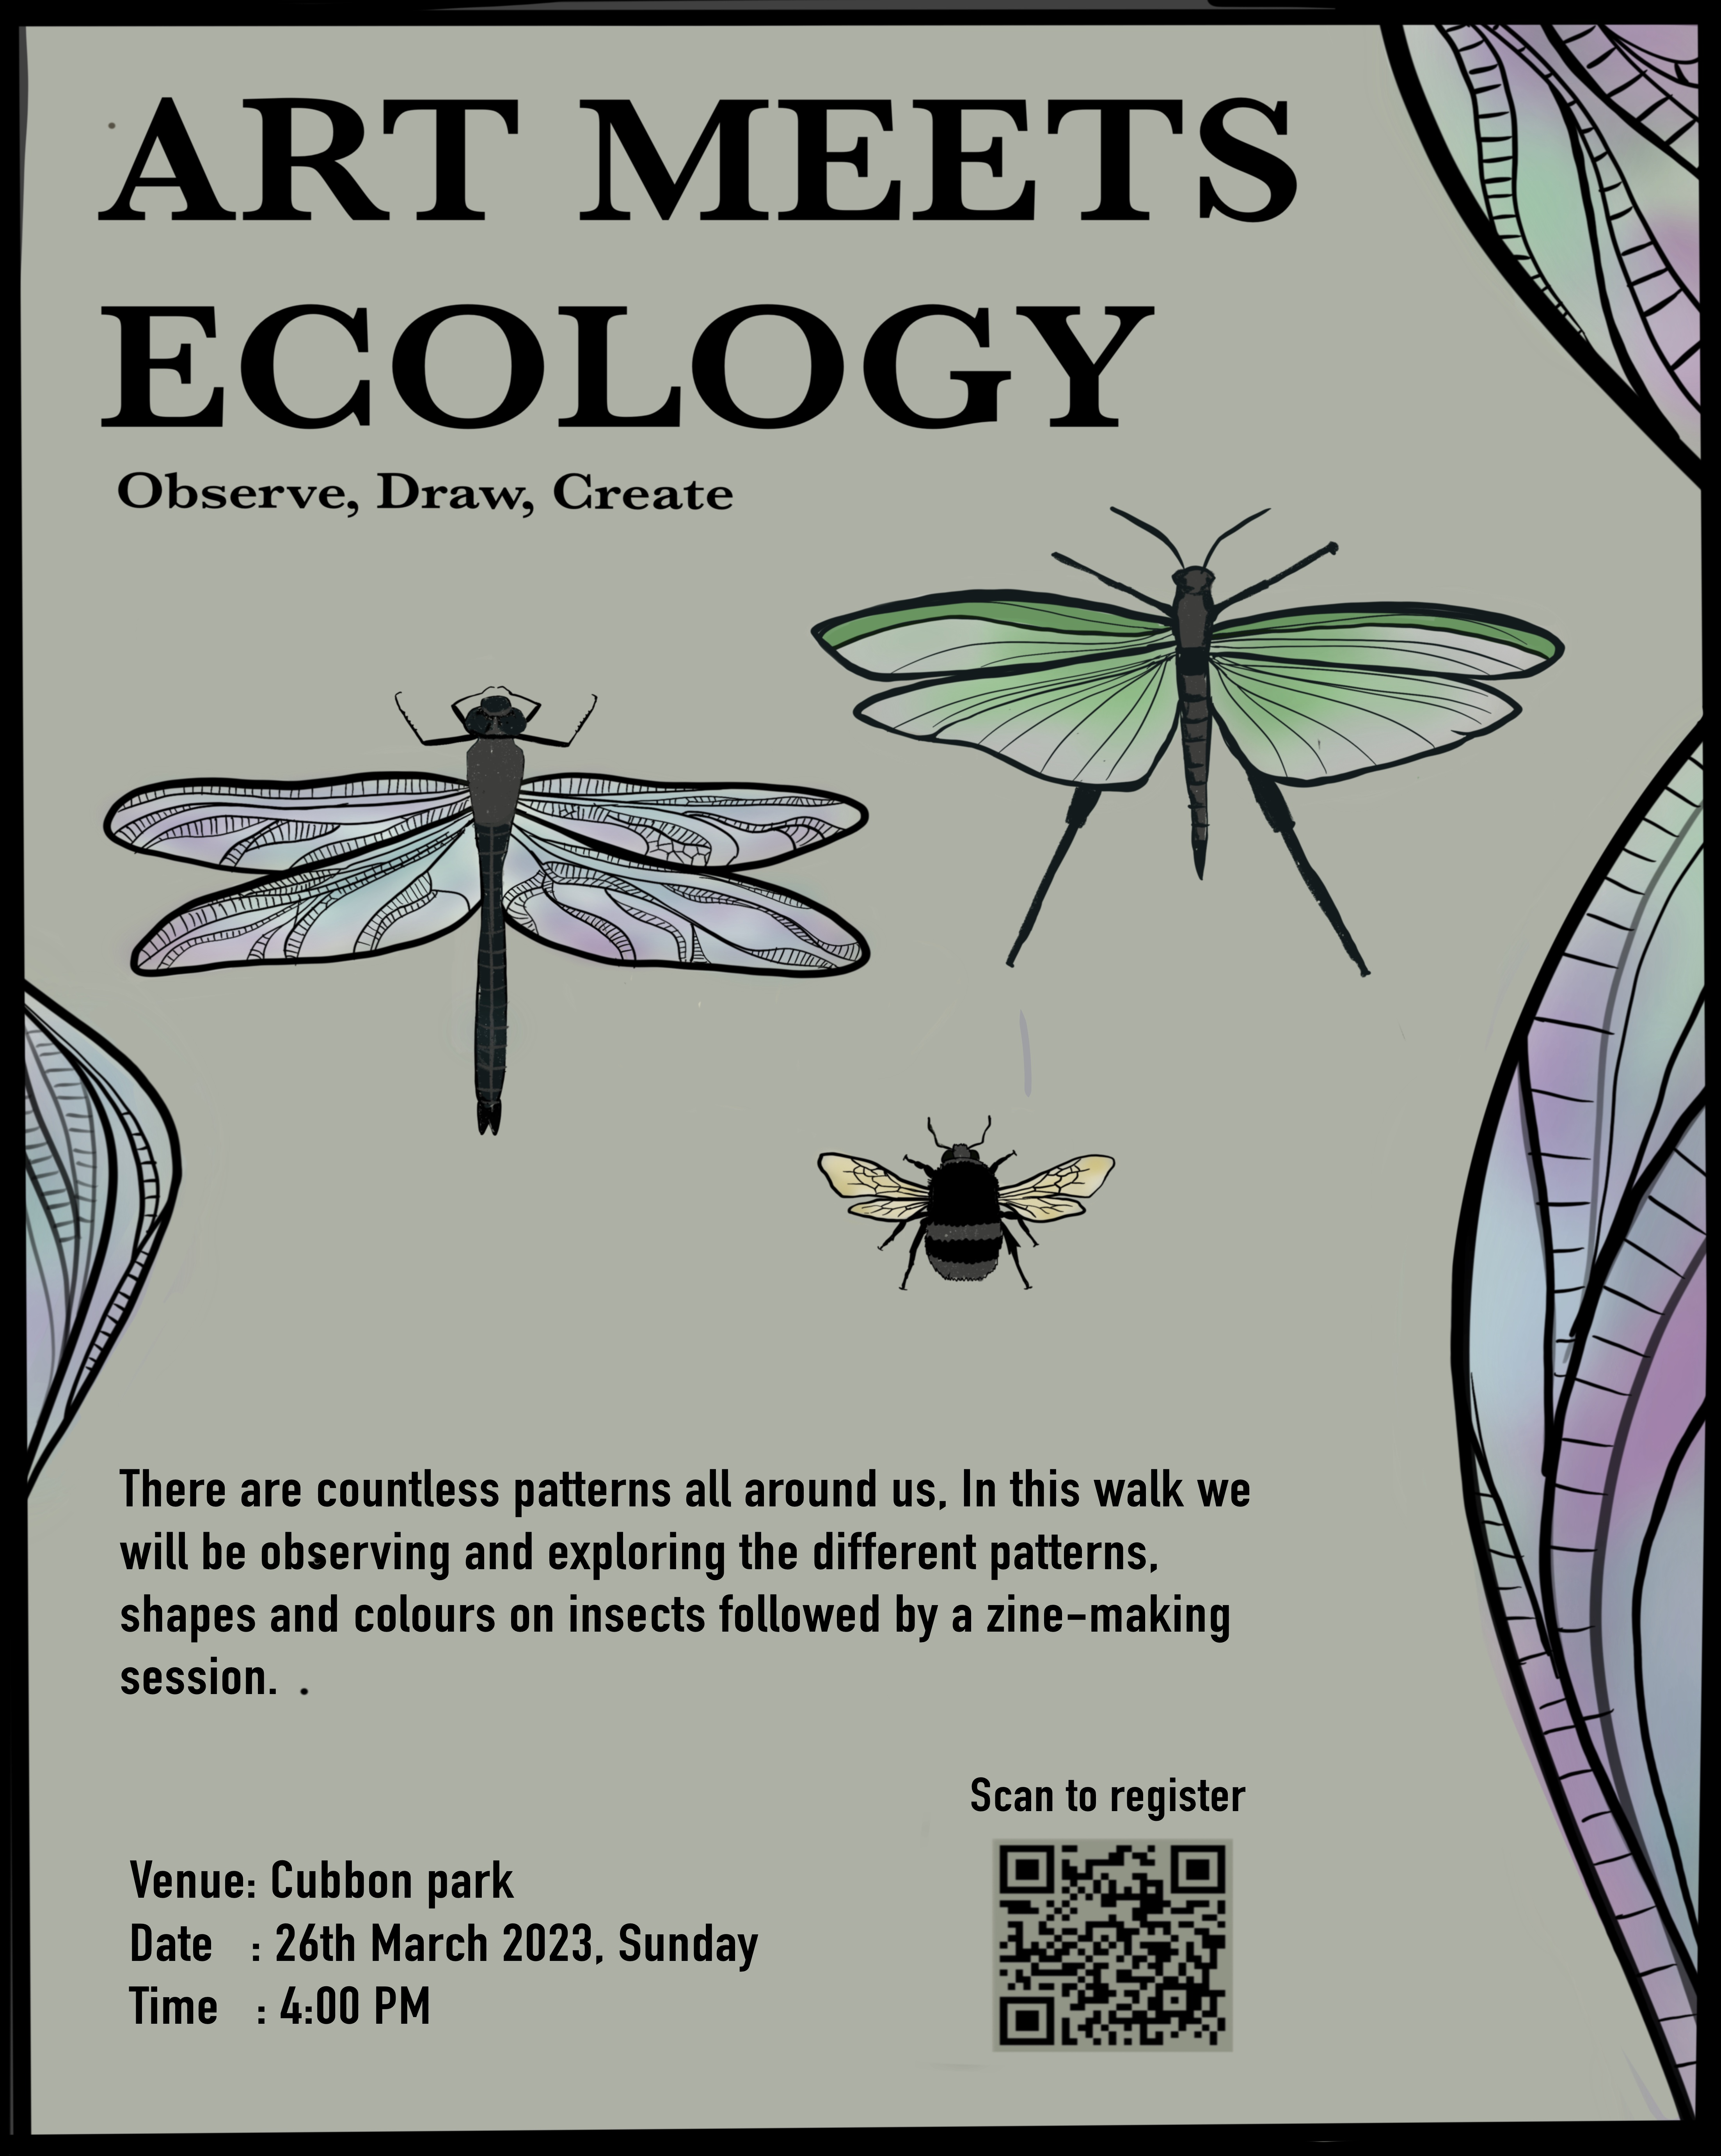 ART MEETS
ECOLOGY
Observe, Draw, Create
There are countless patterns all around us, In this walk we
will be observing and exploring the different patterns,
shapes and colours on insects followed by a zine-making
session. .
Scan to register
Venue: Cubbon park
Date : 26th March 2023, Sunday
Time : 4:00 PM